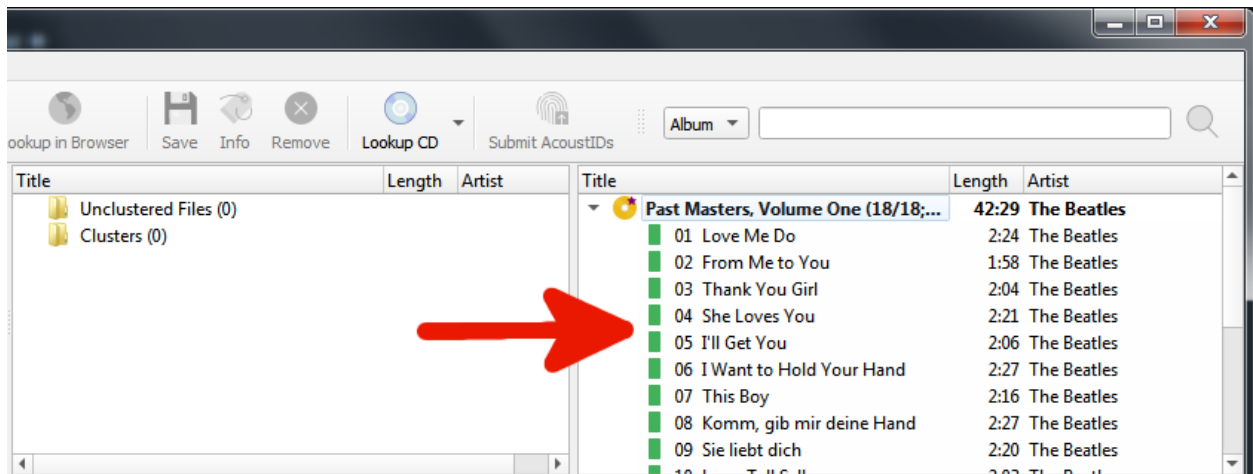 ookup in Browser Save Info Remove Lookup CD Submit AcoustIDs Album
Title Length Artist Title Length Artist
Unclustered Files (0) Past Masters, Volume One (18/18;... 42:29 The Beatles
Clusters (0) 01 Love Me Do 2:24 The Beatles
02 From Me to You 1:58 The Beatles
03 Thank You Girl 2:04 The Beatles
04 She Loves You 2:21 The Beatles
05 I'll Get You 2:06 The Beatles
06 I Want to Hold Your Hand 2:27 The Beatles
07 This Boy 2:16 The Beatles
08 Komm, gib mir deine Hand 2:27 The Beatles
09 Sie liebt dich 2:20 The Beatles